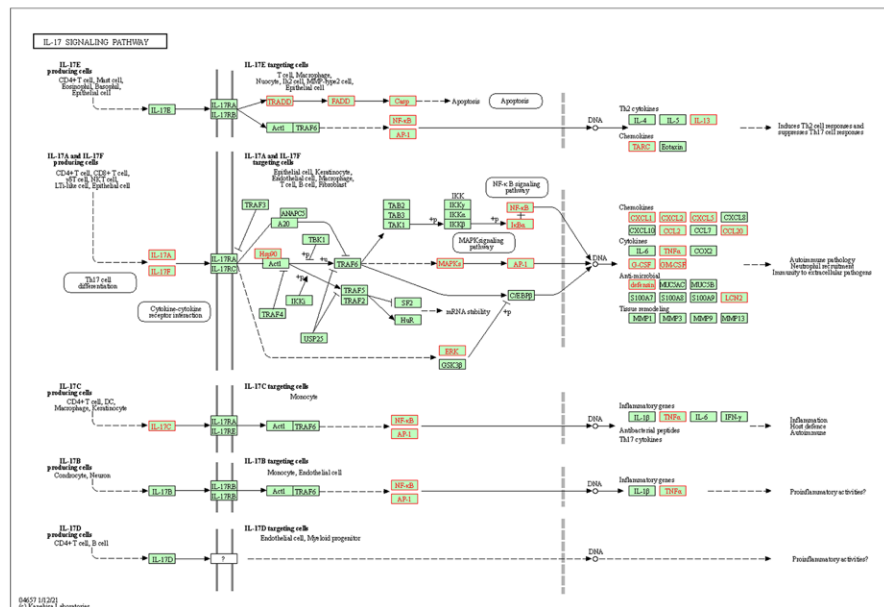 IL-17 SIGNALING PATHWAY
IL-17E
producing cells
CD4+ T cell, Mast cell,
Eosinophil, Basophil,
Epithelial cell
IL-17E
IL-17RA
IL-17RB
IL-17E targeting cells
T cell, Macrophage,
Nuocyte, Ih2 cell, MMP-type2 cell,
Epithelial cell
TRADD
FADD
Casp
Apoptosis
Apoptosis
Act1
TRAF6
NF-κB
AP-1
DNA
Th2 cytokines
IL-4
IL-5
IL-13
Chemokines
TARC
Eotaxin
Induces Th2 cell responses and
suppresses Th17 cell responses
IL-17A and IL-17F
producing cells
CD4+ T cell, CD8+ T cell,
γδT cell, NKT cell,
LTi-like cell, Epithelial cell
IL-17A
IL-17F
Th17 cell
differentiation
Cytokine-cytokine
receptor interaction
IL-17RA
IL-17RC
IL-17A and IL-17F
targeting cells
Epithelial cell, Keratinocyte,
Endothelial cell, Macrophage,
T cell, B cell, Fibroblast
TRAF3
ANAPC5
A20
TBK1
+p
Hsp90
Act1
+p
+p
TRAF4
IKKi
USP25
TRAF6
TRAF5
TRAF2
TAB2
TAB3
TAK1
+p
IKK
IKKγ
IKKα
IKKβ
+p
NF-κB signaling
pathway
NF-κB
IκBα
MAPK signaling
pathway
MAPKs
AP-1
SF2
HuR
mRNA stability
C/EBPβ
+p
ERK
GSK3β
DNA
Chemokines
CXCL1
CXCL2
CXCL5
CXCL8
CXCL10
CCL2
CCL7
CCL20
Cytokines
IL-6
TNFα
COX2
G-CSF
GM-CSF
Anti-microbial
defensin
MUC5AC
MUC5B
S100A7
S100A8
S100A9
LCN2
Tissue remodeling
MMP1
MMP3
MMP9
MMP13
Autoimmune pathology
Neutrophil recruitment
Immunity to extracellular pathogens
IL-17C
producing cells
CD4+ T cell, DC,
Macrophage, Keratinocyte
IL-17C
IL-17RA
IL-17RE
IL-17C targeting cells
Monocyte
Act1
TRAF6
NF-κB
AP-1
DNA
Inflammatory genes
IL-1β
TNFα
IL-6
IFN-γ
Antibacterial peptides
Th17 cytokines
Inflammation
Host defence
Autoimmune
IL-17B
producing cells
Condrocyte, Neuron
IL-17B
IL-17RB
IL-17RB
IL-17B targeting cells
Monocyte, Endothelial cell
Act1
TRAF6
NF-κB
AP-1
DNA
Inflammatory genes
IL-1β
TNFα
Proinflammatory activities?
IL-17D
producing cells
CD4+ T cell, B cell
IL-17D
?
IL-17D targeting cells
Endothelial cell, Myeloid progenitor
DNA
Proinflammatory activities?
04657 1/12/21
(c) Kanehisa Laboratories